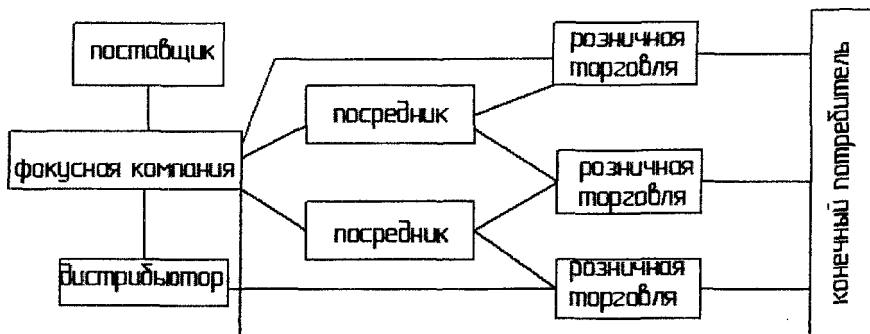 поставщик
розничная
торговля
посредник
фокусная компания
розничная
торговля
посредник
дистрибьютор
розничная
торговля
конечный потребитель